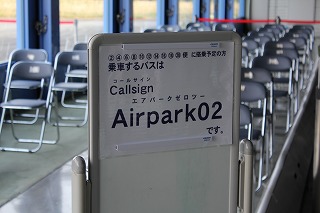 便に搭乗予定の方
乗車するバスは
コールサイン
Callsign
エアパークゼロツー
Airpark02
です。